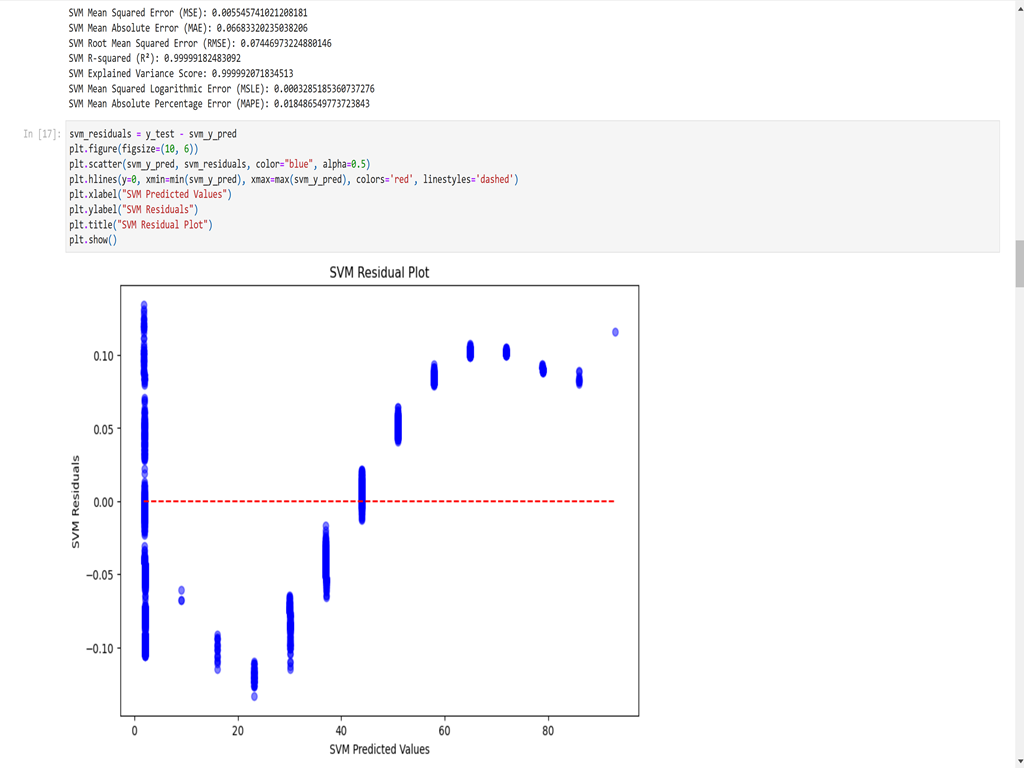 SVM Mean Squared Error (MSE): 0.005545741021208181
SVM Mean Absolute Error (MAE): 0.06683320235038206
SVM Root Mean Squared Error (RMSE): 0.07446973224880146
SVM R-squared (R²): 0.99999182483092
SVM Explained Variance Score: 0.999992071834513
SVM Mean Squared Logarithmic Error (MSLE): 0.0003285185360737276
SVM Mean Absolute Percentage Error (MAPE): 0.018486549773723843
In [17]:
svm_residuals = y_test - svm_y_pred
plt.figure(figsize=(10, 6))
plt.scatter(svm_y_pred, svm_residuals, color="blue", alpha=0.5)
plt.hlines(y=0, xmin=min(svm_y_pred), xmax=max(svm_y_pred), colors='red', linestyles='dashed')
plt.xlabel("SVM Predicted Values")
plt.ylabel("SVM Residuals")
plt.title("SVM Residual Plot")
plt.show()
SVM Residual Plot
SVM Residuals
0.10
0.05
0.00
−0.05
−0.10
0 20 40 60 80
SVM Predicted Values